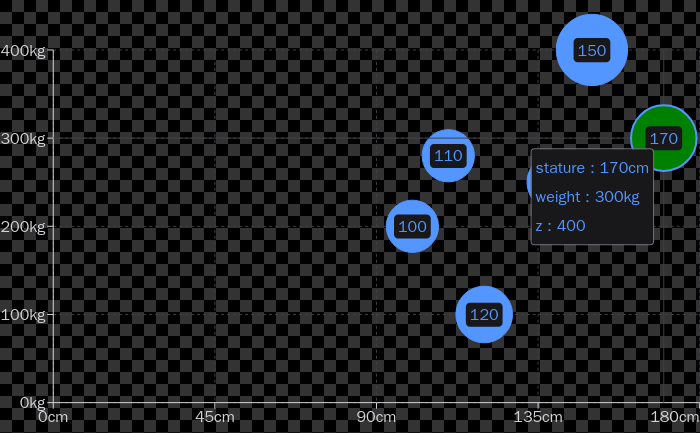 400kg
150
300kg
170
110
stature : 170cm
weight : 300kg
z : 400
200kg
100
100kg
120
0kg
0cm
45cm
90cm
135cm
180cm